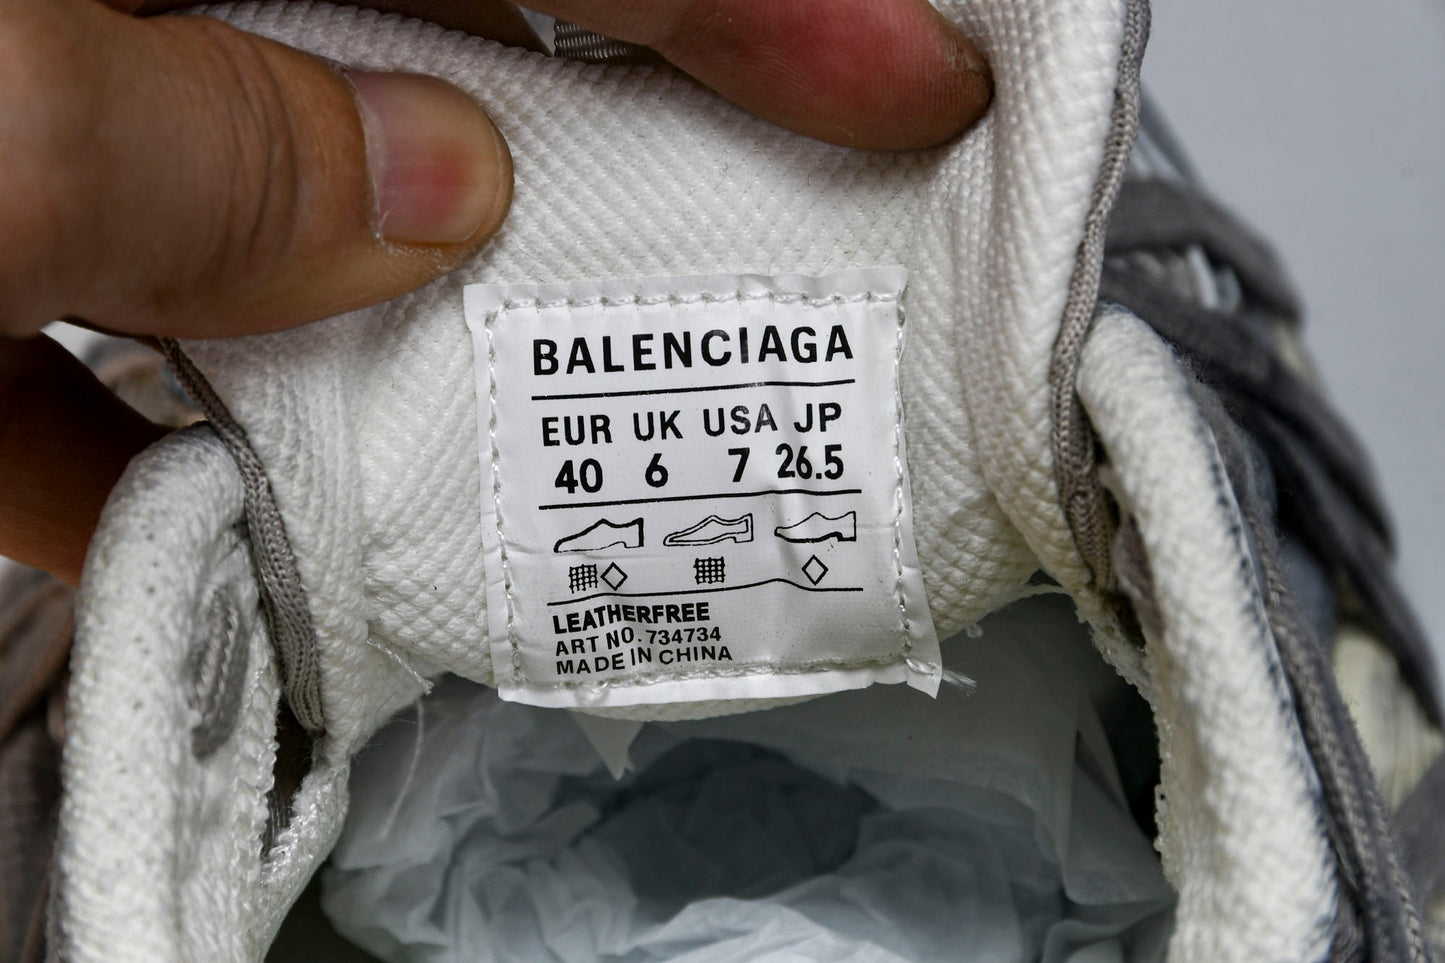 BALENCIAGA
EUR UK USA JP
40 6 7 26.5
LEATHERFREE
ART NO.734734
MADE IN CHINA